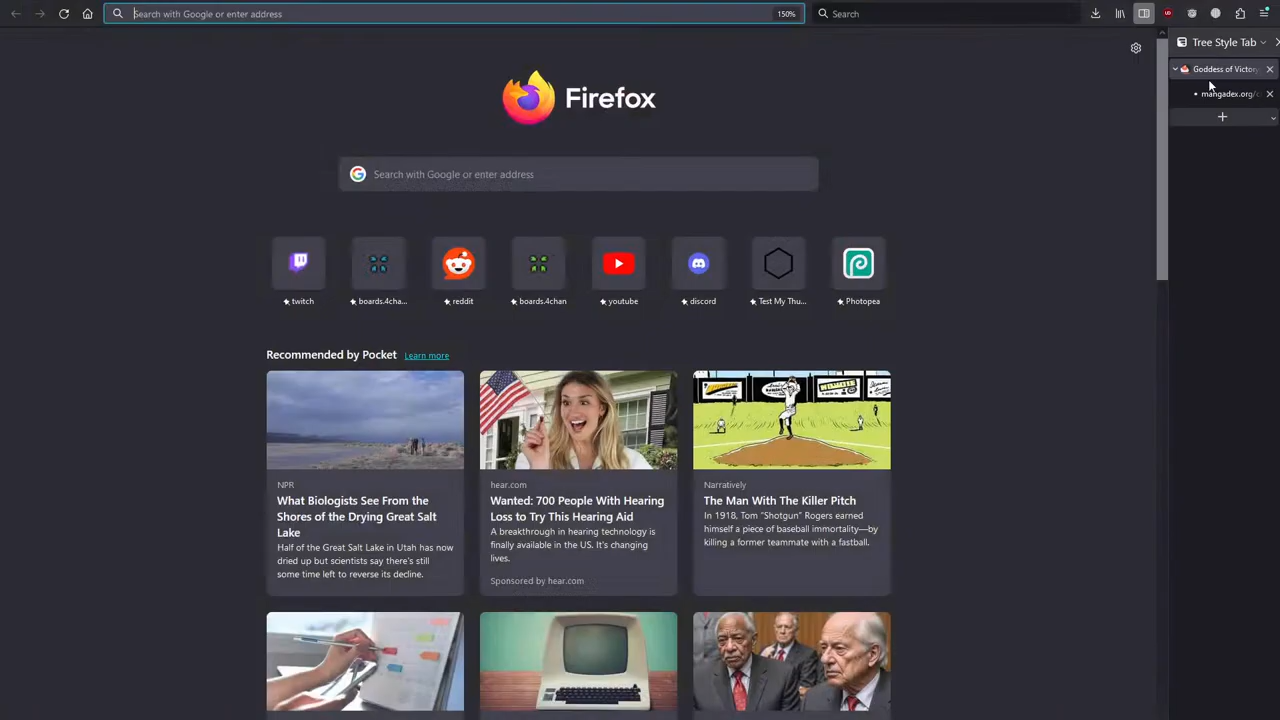 Search with Google or enter address
150%
Search
Tree Style Tab
Goddess of Victory
mangadex.org/c
Firefox
Search with Google or enter address
twitch
boards.4cha...
reddit
boards.4chan
youtube
discord
Test My Thu...
Photopea
Recommended by Pocket Learn more
NPR
What Biologists See From the
Shores of the Drying Great Salt
Lake
Half of the Great Salt Lake in Utah has now
dried up but scientists say there's still
some time left to reverse its decline.
hear.com
Wanted: 700 People With Hearing
Loss to Try This Hearing Aid
A breakthrough in hearing technology is
finally available in the US. It's changing
lives.
Sponsored by hear.com
Narratively
The Man With The Killer Pitch
In 1918, Tom “Shotgun” Rogers earned
himself a piece of baseball immortality—by
killing a former teammate with a fastball.